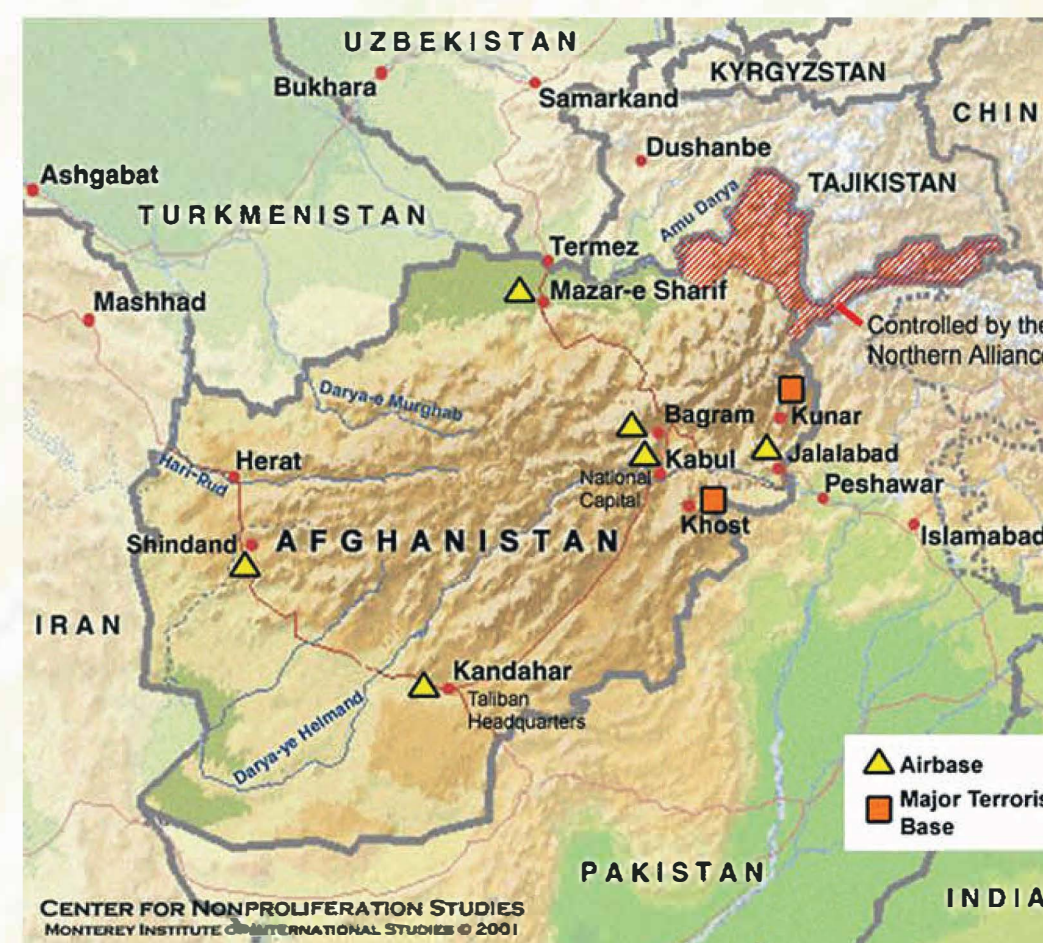 UZBEKISTAN
KYRGYZSTAN
Bukhara
Samarkand
CHIN
Dushanbe
Ashgabat
TAJIKISTAN
Amu Darya
TURKMENISTAN
Termez
Mazar-e Sharif
Mashhad
Controlled by the
Northern Alliance
Darya-e Murghab
Bagram
Kunar
Herat
Hari-Rud
Kabul
Jalalabad
National
Capital
Peshawar
Khost
Islamabad
Shindand
AFGHANISTAN
IRAN
Kandahar
Taliban
Headquarters
Darya-ye Helmand
Airbase
Major Terroris
Base
PAKISTAN
INDIA
CENTER FOR NONPROLIFERATION STUDIES
MONTEREY INSTITUTE OF INTERNATIONAL STUDIES © 2001